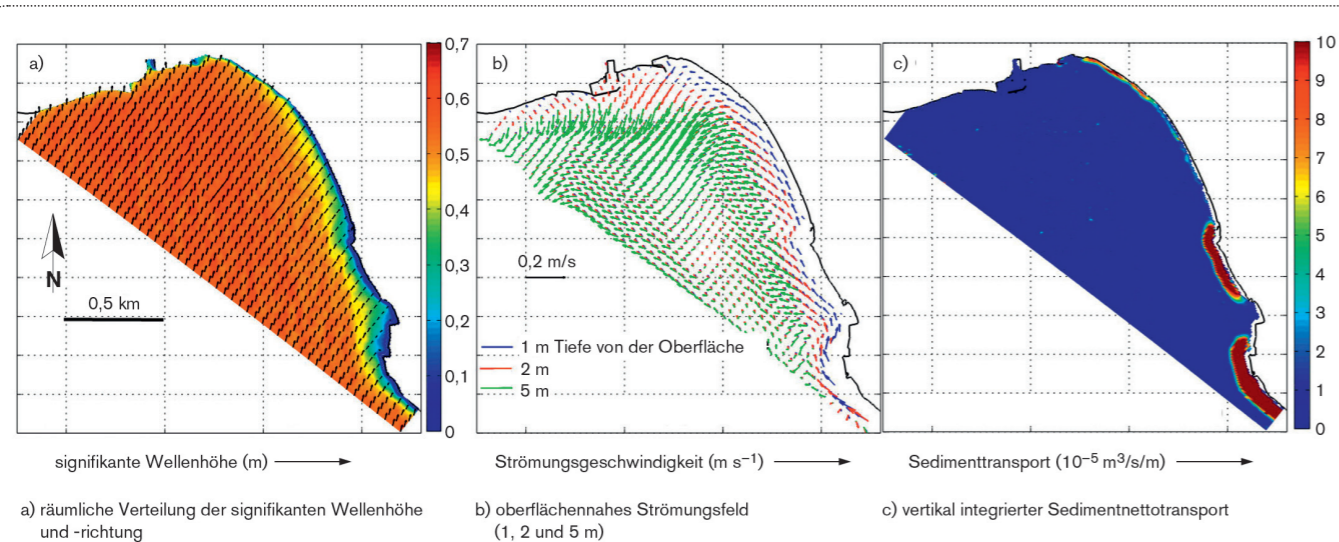 a)
0,7
0,6
0,5
0,4
0,3
0,2
0,1
0
N
0,5 km
b)
0,2 m/s
1 m Tiefe von der Oberfläche
2 m
5 m
c)
10
9
8
7
6
5
4
3
2
1
0
signifikante Wellenhöhe (m)
Strömungsgeschwindigkeit (m s⁻¹)
Sedimenttransport (10⁻⁵ m³/s/m)
a) räumliche Verteilung der signifikanten Wellenhöhe
und -richtung
b) oberflächennahes Strömungsfeld
(1, 2 und 5 m)
c) vertikal integrierter Sedimentnettotransport